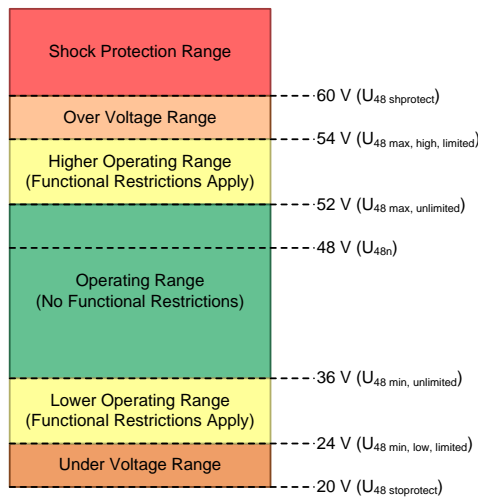 Shock Protection Range
60 V (U48 shprotect)
Over Voltage Range
54 V (U48 max, high, limited)
Higher Operating Range
(Functional Restrictions Apply)
52 V (U48 max, unlimited)
48 V (U48n)
Operating Range
(No Functional Restrictions)
36 V (U48 min, unlimited)
Lower Operating Range
(Functional Restrictions Apply)
24 V (U48 min, low, limited)
Under Voltage Range
20 V (U48 stoprotect)